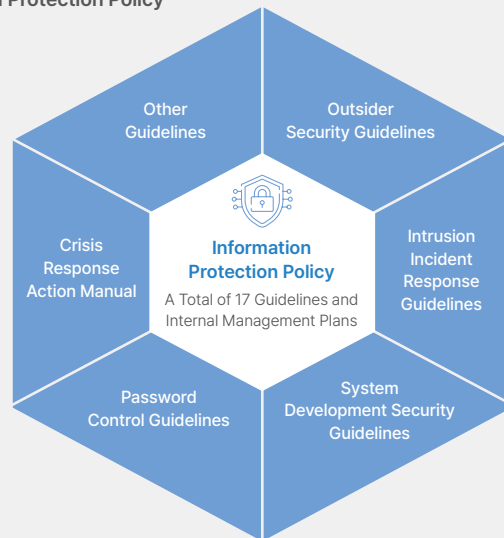 Protection Policy
Other
Guidelines
Outsider
Security Guidelines
Information
Protection Policy
A Total of 17 Guidelines and
Internal Management Plans
Crisis
Response
Action Manual
Intrusion
Incident
Response
Guidelines
Password
Control Guidelines
System
Development Security
Guidelines